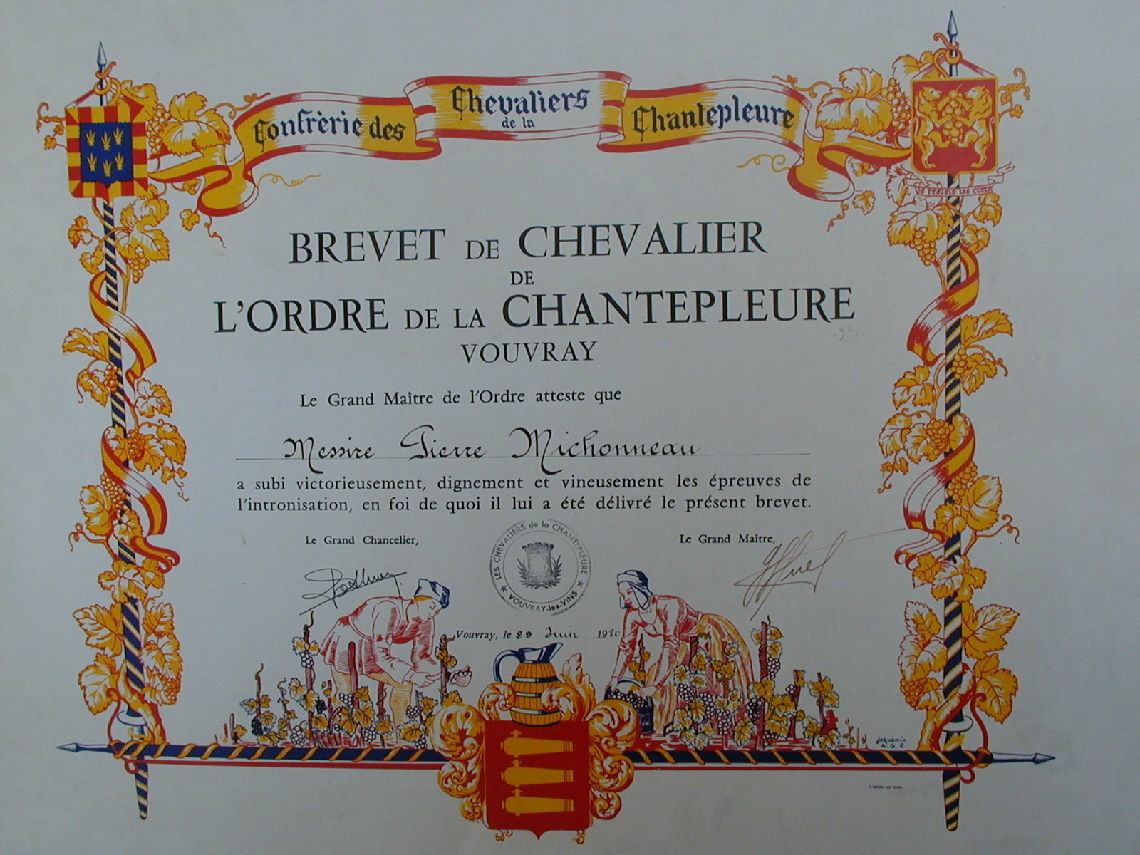 Confrérie des Chevaliers de la Chantepleure
BREVET DE CHEVALIER
DE
L'ORDRE DE LA CHANTEPLEURE
VOUVRAY
Le Grand Maître de l'Ordre atteste que
Messire Pierre Michonneau
a subi victorieusement, dignement et vineusement les épreuves de
l'intronisation, en foi de quoi il lui a été délivré le présent brevet.
Le Grand Chancelier, Le Grand Maître,
LES CHEVALIERS de la CHANTEPLEURE
VOUVRAY-les-VINS
Vouvray, le 29 Juin 1980